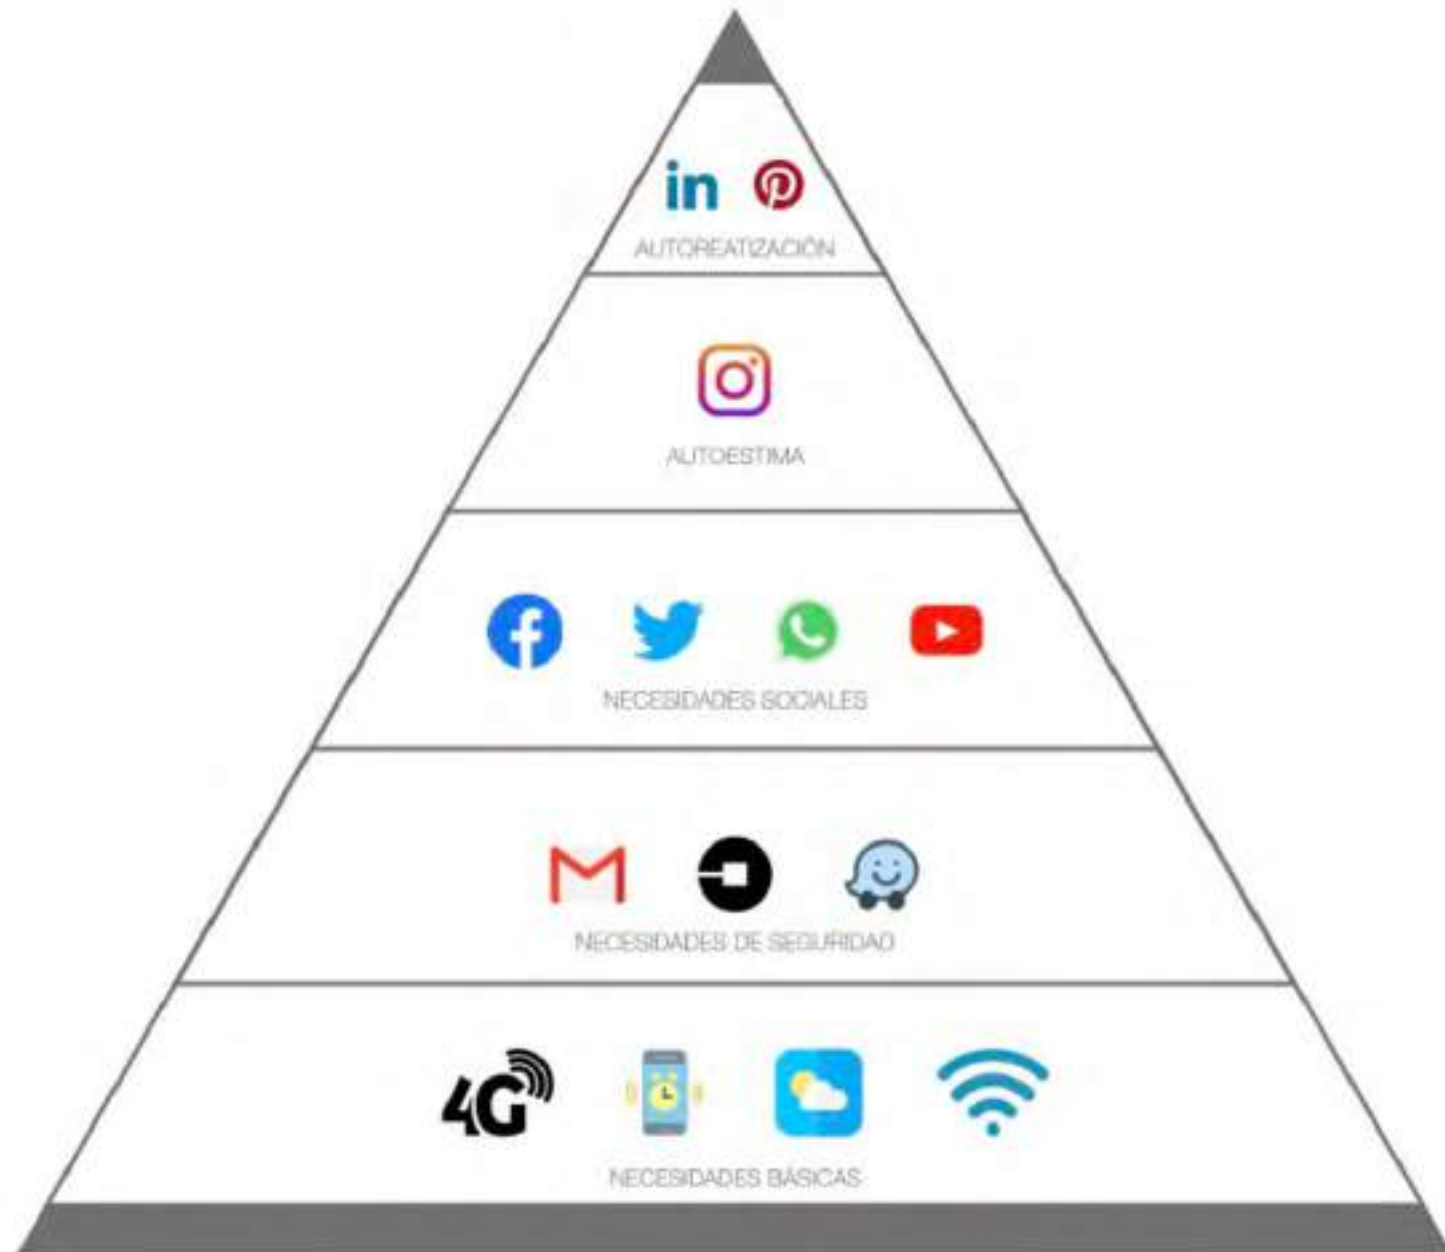 in
AUTOREATIZACIÓN
AUTOESTIMA
NECESIDADES SOCIALES
NECESIDADES DE SEGURIDAD
4G
NECESIDADES BÁSICAS